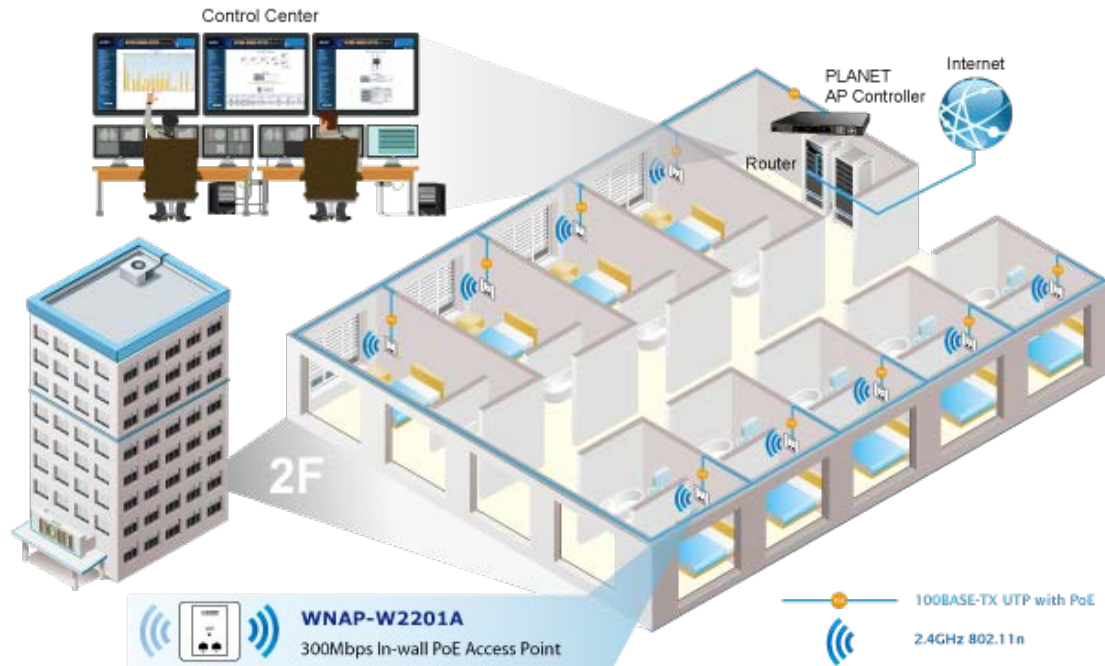 Control Center
PLANET
AP Controller
Internet
Router
2F
WNAP-W2201A
300Mbps In-wall PoE Access Point
100BASE-TX UTP with PoE
2.4GHz 802.11n